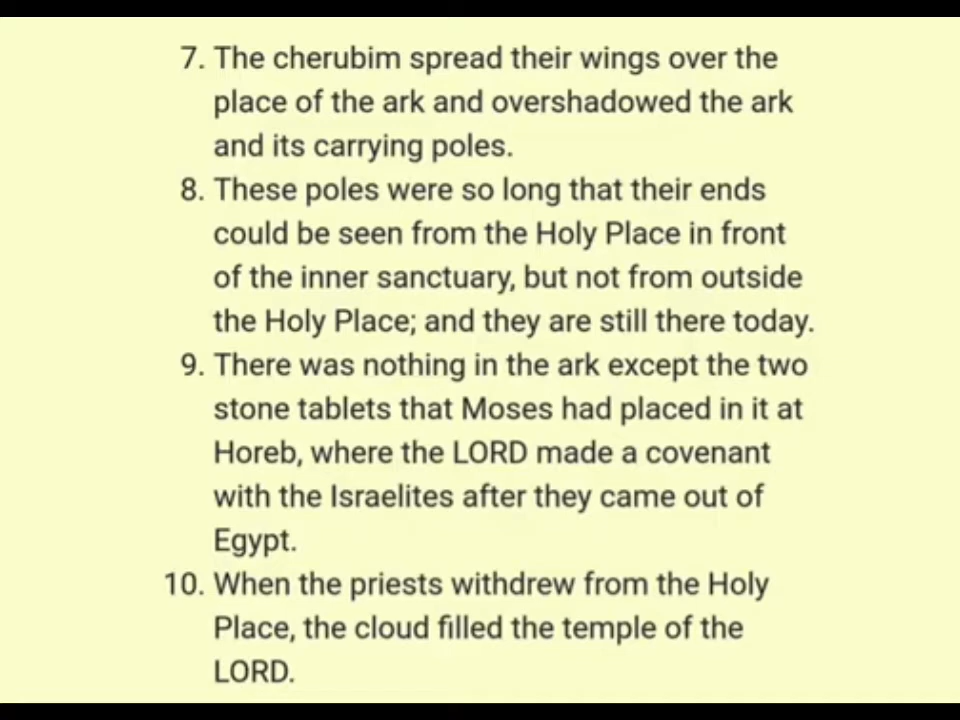 7. The cherubim spread their wings over the
place of the ark and overshadowed the ark
and its carrying poles.
8. These poles were so long that their ends
could be seen from the Holy Place in front
of the inner sanctuary, but not from outside
the Holy Place; and they are still there today.
9. There was nothing in the ark except the two
stone tablets that Moses had placed in it at
Horeb, where the LORD made a covenant
with the Israelites after they came out of
Egypt.
10. When the priests withdrew from the Holy
Place, the cloud filled the temple of the
LORD.